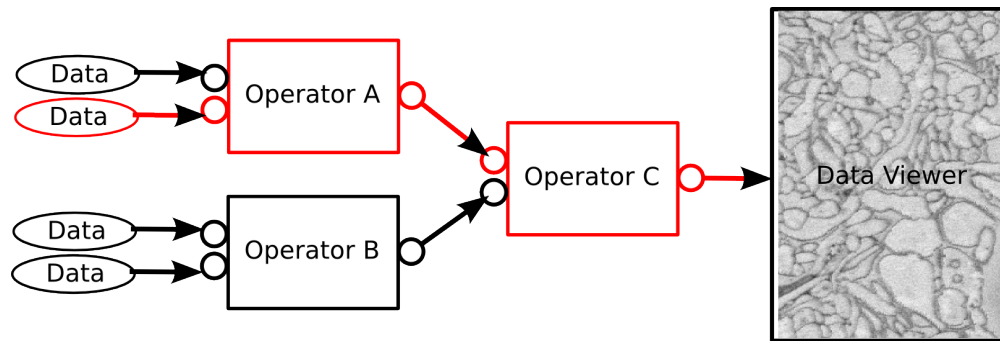 Data
Data
Operator A
Data
Data
Operator B
Operator C
Data Viewer